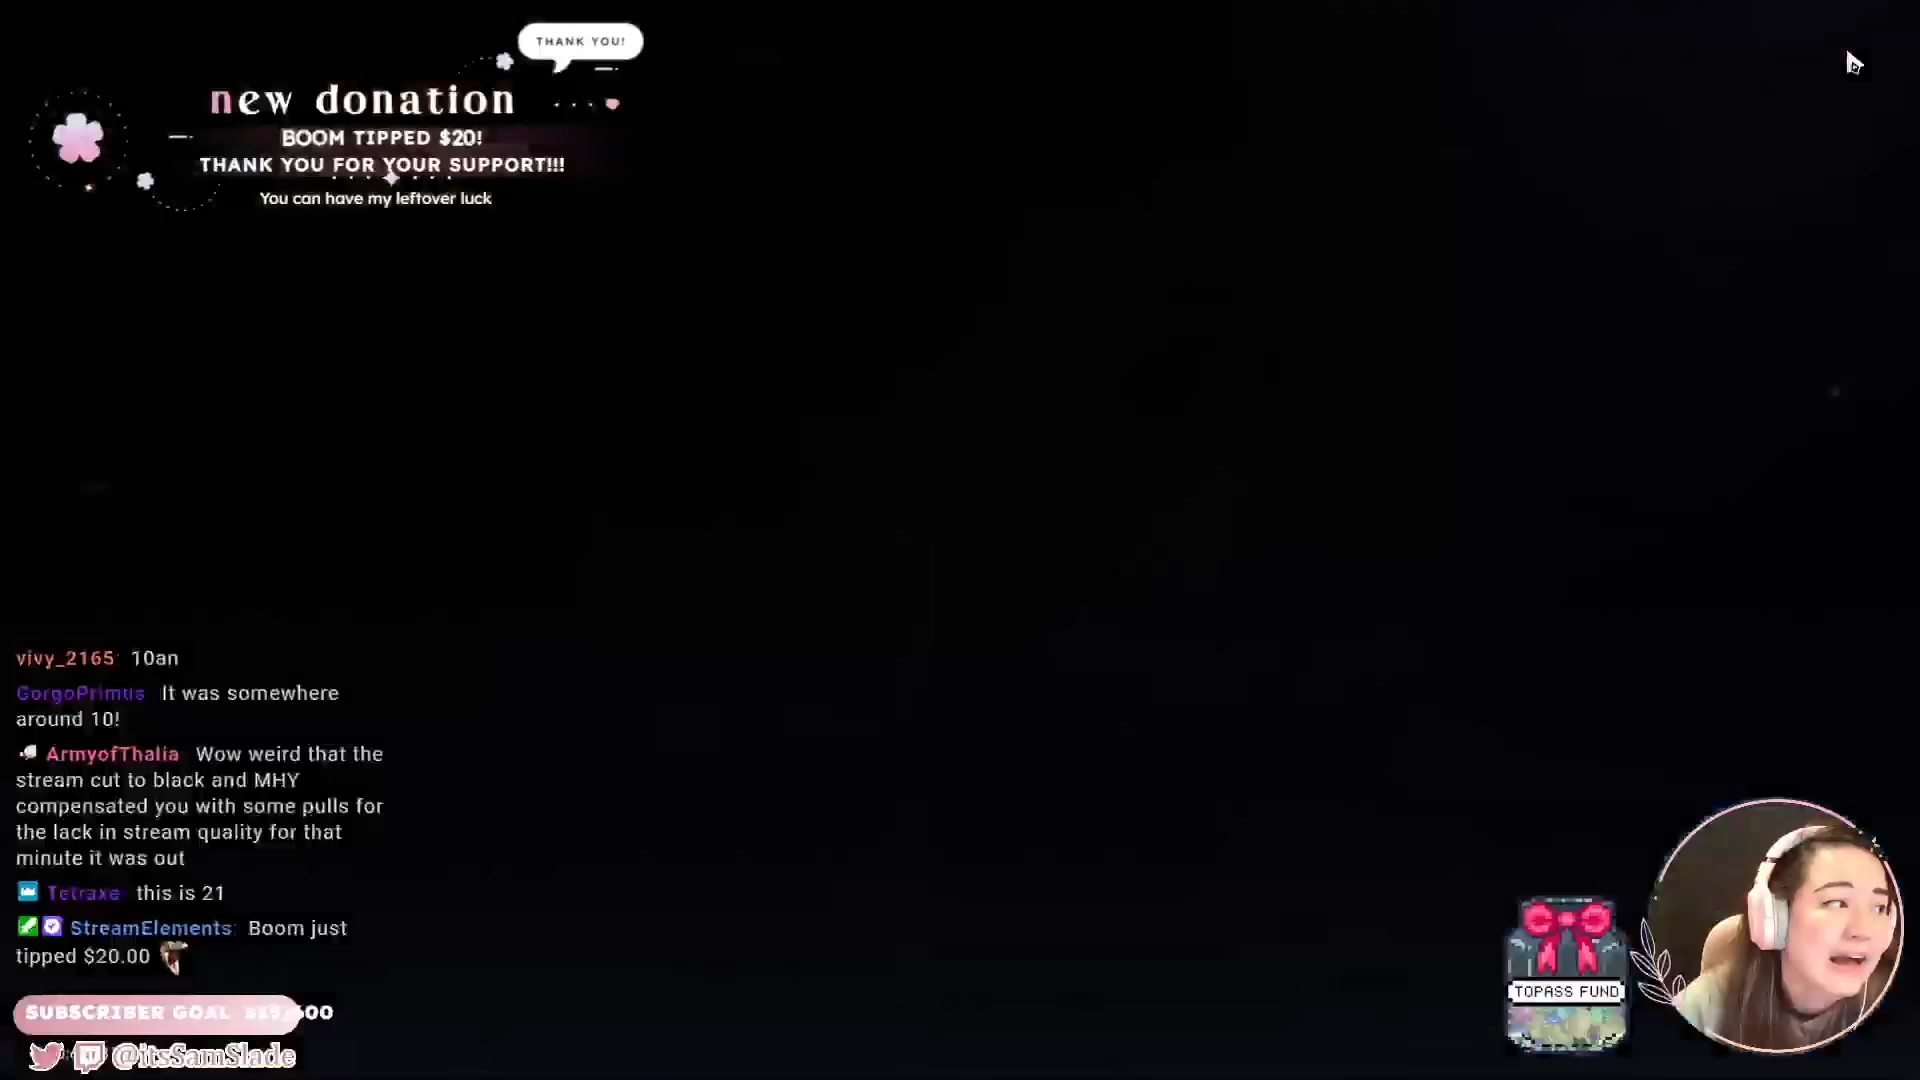 THANK YOU!
new donation
BOOM TIPPED $20!
THANK YOU FOR YOUR SUPPORT!!!
You can have my leftover luck
vivy_2165: 10an
GorgoPrimus It was somewhere
around 10!
ArmyofThalia Wow weird that the
stream cut to black and MHY
compensated you with some pulls for
the lack in stream quality for that
minute it was out
Tetraxe this is 21
StreamElements: Boom just
tipped $20.00
SUBSCRIBER GOAL
@itsSamSlade
TOPASS FUND